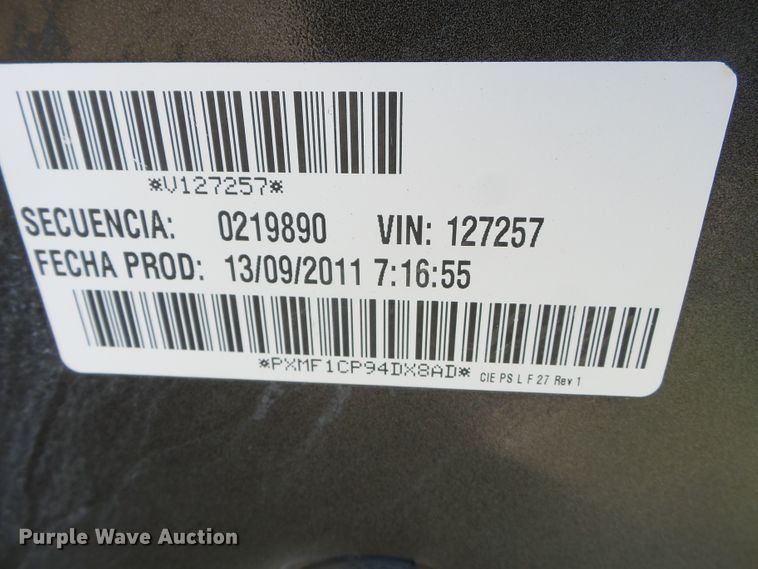 *V127257*
SECUENCIA: 0219890 VIN: 127257
FECHA PROD: 13/09/2011 7:16:55
*PXMF1CP94DX8AD* CIE PS L F 27 Rev 1
Purple Wave Auction